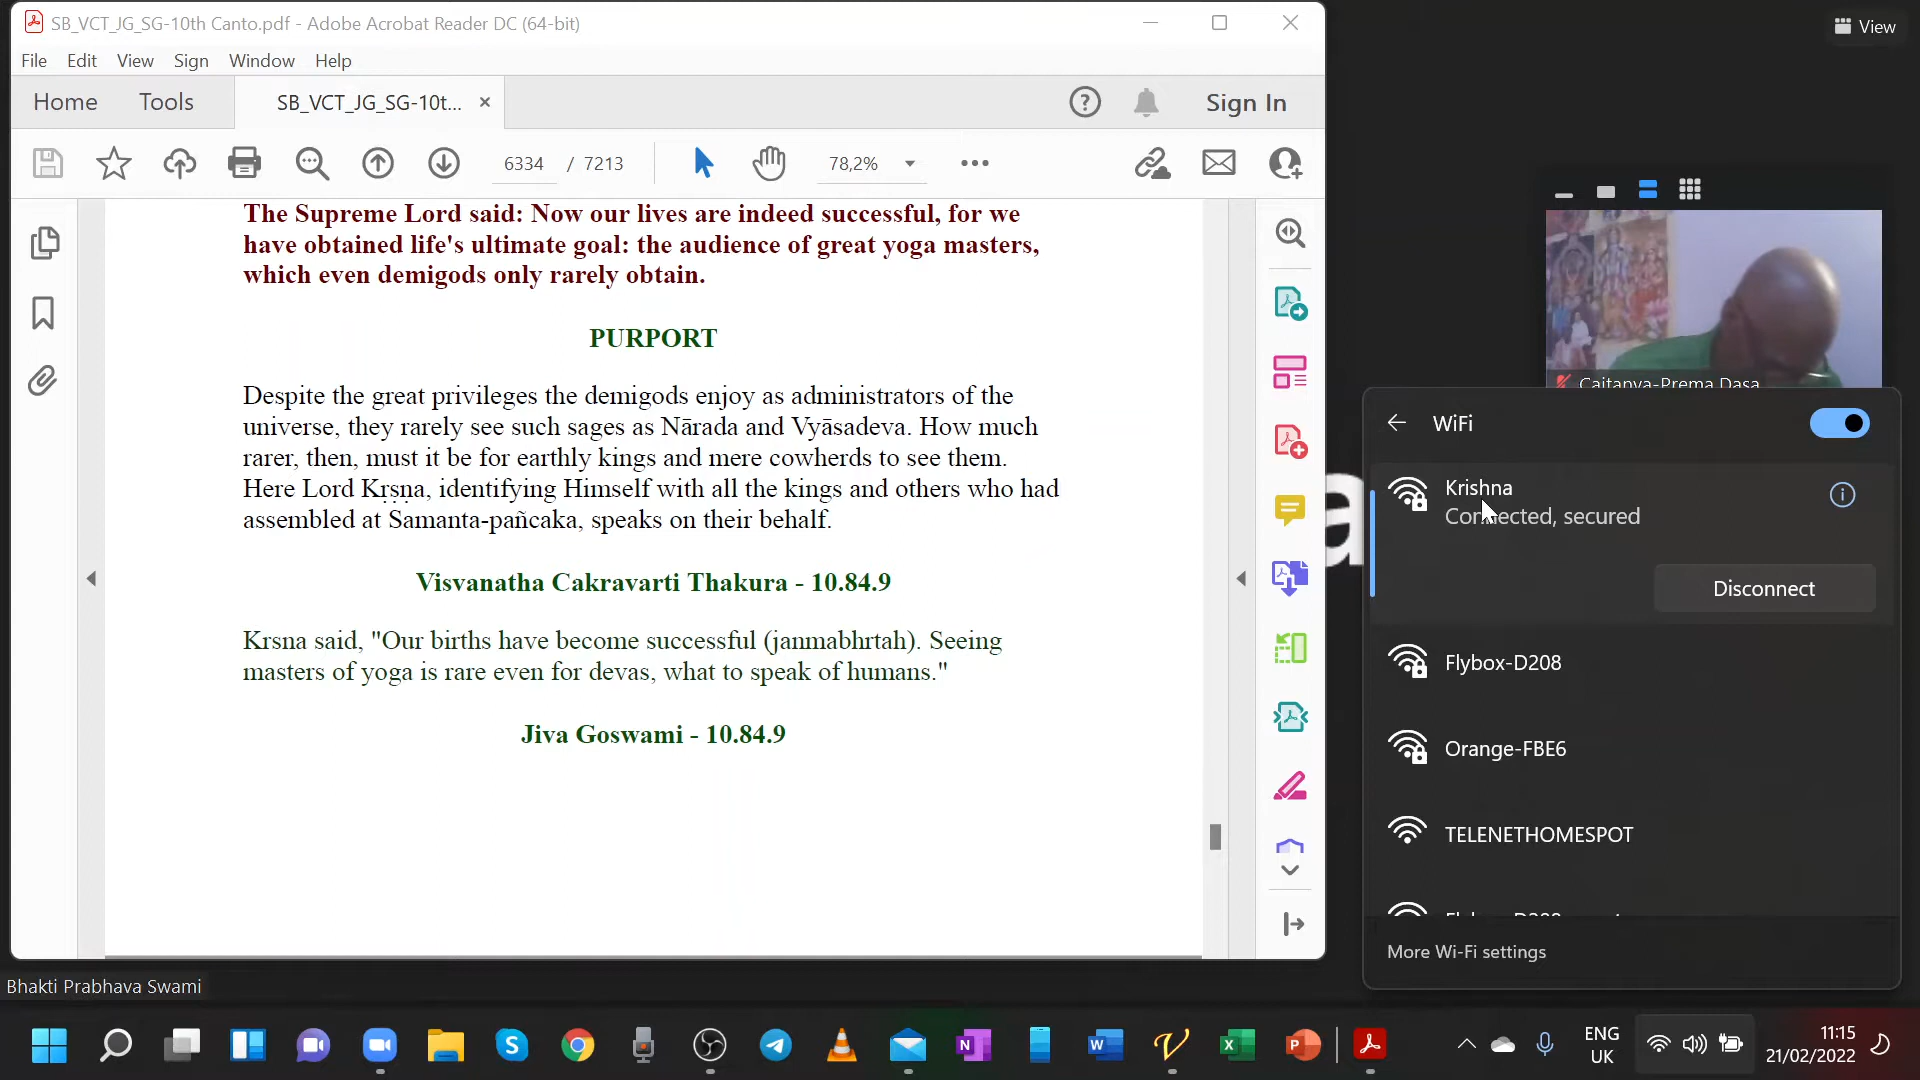 SB_VCT_JG_SG-10th Canto.pdf - Adobe Acrobat Reader DC (64-bit)
File Edit View Sign Window Help
Home Tools SB_VCT_JG_SG-10t... Sign In
6334 / 7213 78,2%
The Supreme Lord said: Now our lives are indeed successful, for we
have obtained life's ultimate goal: the audience of great yoga masters,
which even demigods only rarely obtain.
PURPORT
Despite the great privileges the demigods enjoy as administrators of the
universe, they rarely see such sages as Nārada and Vyāsadeva. How much
rarer, then, must it be for earthly kings and mere cowherds to see them.
Here Lord Kṛṣṇa, identifying Himself with all the kings and others who had
assembled at Samanta-pañcaka, speaks on their behalf.
Visvanatha Cakravarti Thakura - 10.84.9
Krsna said, "Our births have become successful (janmabhrtah). Seeing
masters of yoga is rare even for devas, what to speak of humans."
Jiva Goswami - 10.84.9
Bhakti Prabhava Swami
View
Caitanya-Prema Dasa
a
WiFi
Krishna
Connected, secured
Disconnect
Flybox-D208
Orange-FBE6
TELENETHOMESPOT
More Wi-Fi settings
ENG
UK
11:15
21/02/2022